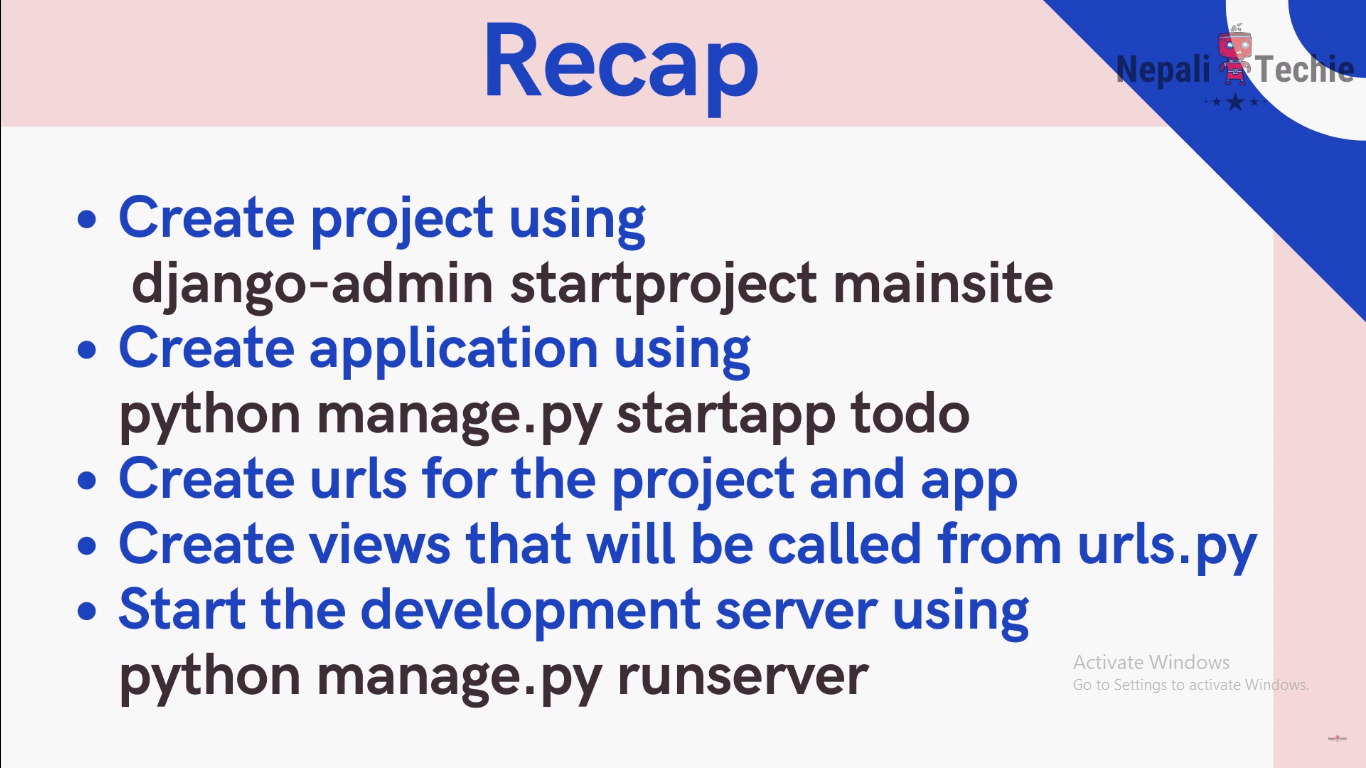 Recap
Nepali Techie
• Create project using
django-admin startproject mainsite
• Create application using
python manage.py startapp todo
• Create urls for the project and app
• Create views that will be called from urls.py
• Start the development server using
python manage.py runserver
Activate Windows
Go to Settings to activate Windows.